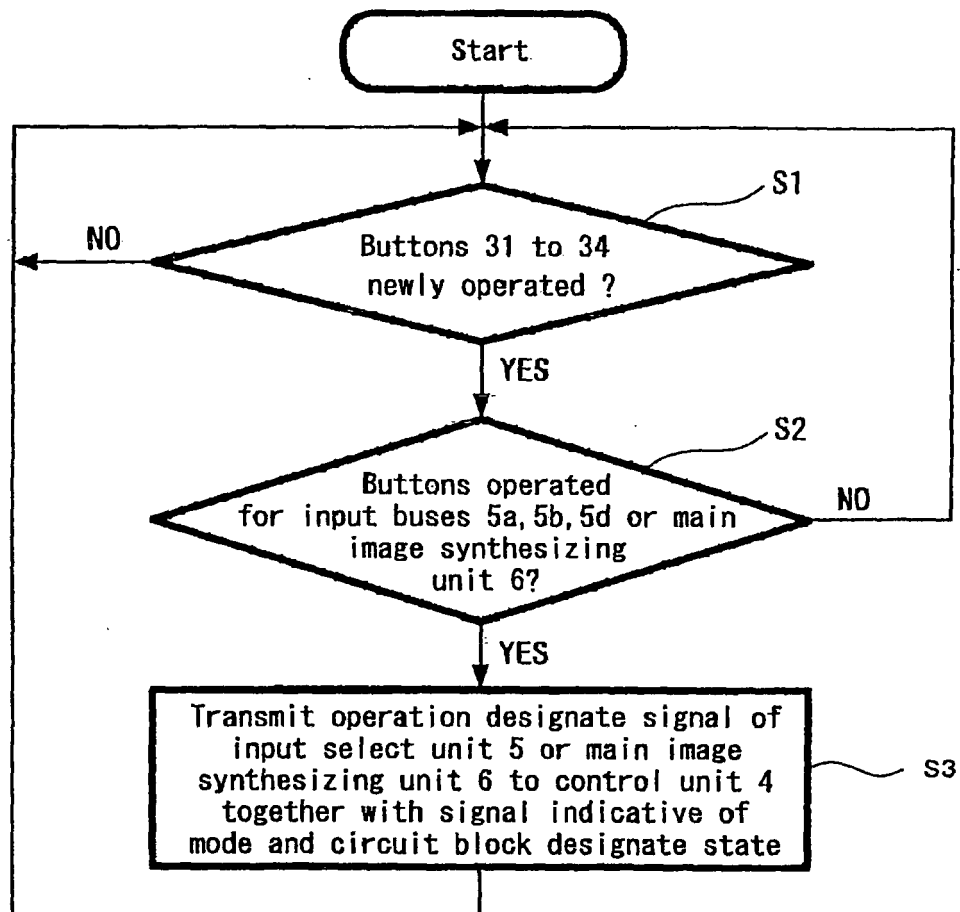 Start
S1
NO
Buttons 31 to 34
newly operated ?
YES
S2
Buttons operated
for input buses 5a, 5b, 5d or main
image synthesizing
unit 6?
NO
YES
Transmit operation designate signal of
input select unit 5 or main image
synthesizing unit 6 to control unit 4
together with signal indicative of
mode and circuit block designate state
S3